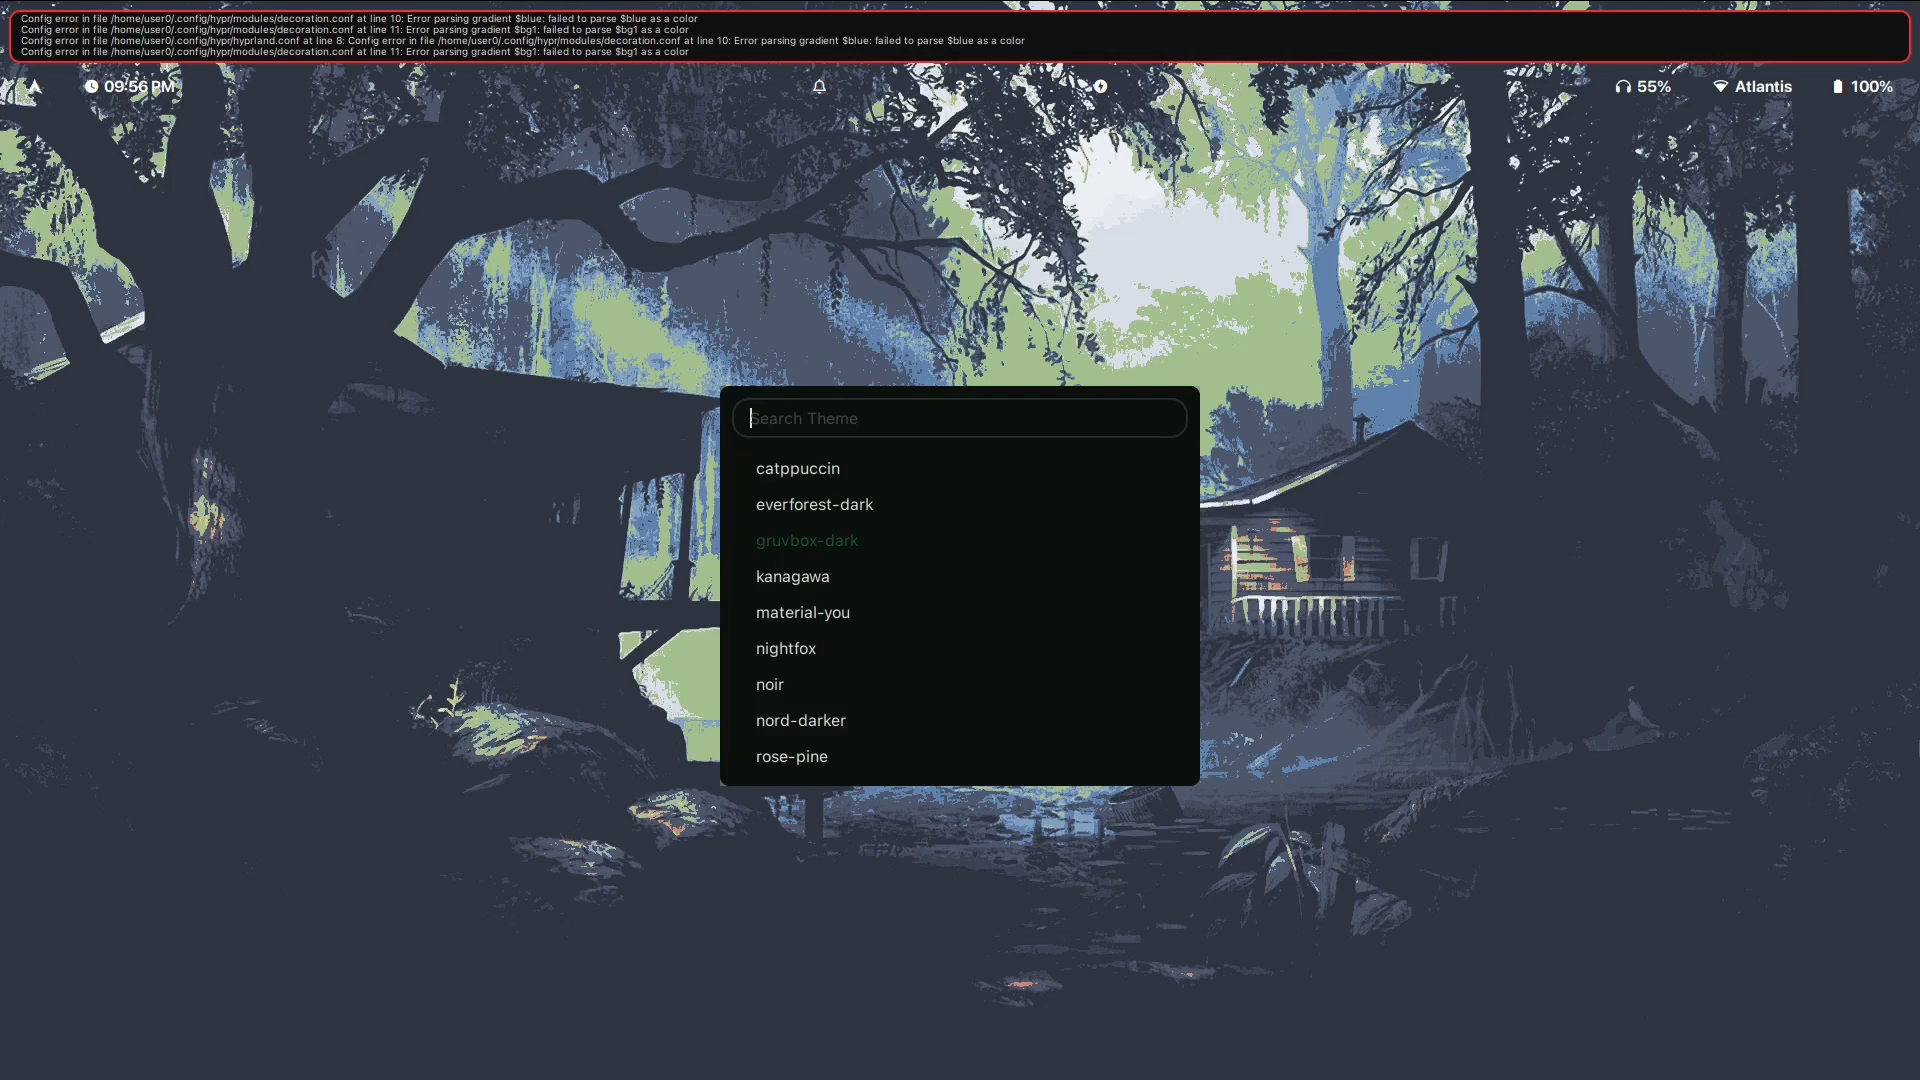 Config error in file /home/user0/.config/hypr/modules/decoration.conf at line 10: Error parsing gradient $blue: failed to parse $blue as a color
Config error in file /home/user0/.config/hypr/modules/decoration.conf at line 11: Error parsing gradient $bg1: failed to parse $bg1 as a color
Config error in file /home/user0/.config/hypr/hyprland.conf at line 8: Config error in file /home/user0/.config/hypr/modules/decoration.conf at line 10: Error parsing gradient $blue: failed to parse $blue as a color
Config error in file /home/user0/.config/hypr/modules/decoration.conf at line 11: Error parsing gradient $bg1: failed to parse $bg1 as a color
09:56 PM 3 55% Atlantis 100%
Search Theme
catppuccin
everforest-dark
gruvbox-dark
kanagawa
material-you
nightfox
noir
nord-darker
rose-pine